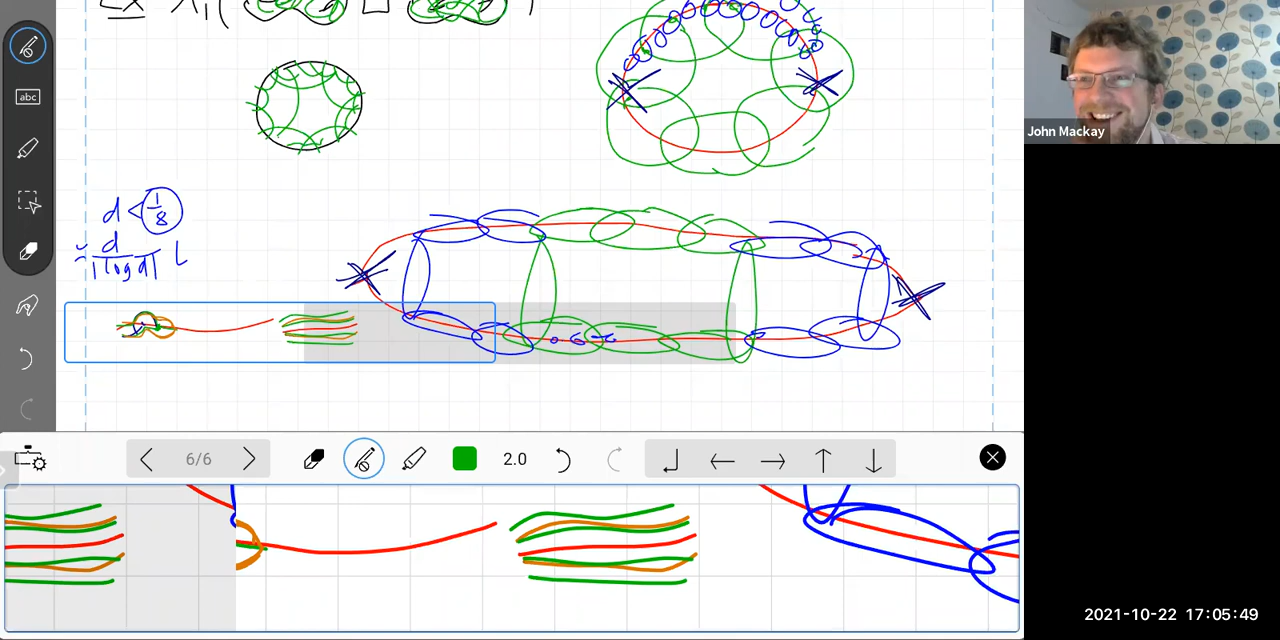 John Mackay
abc
d < 1/8
≈ d/|log d| L
6/6
2.0
2021-10-22 17:05:49